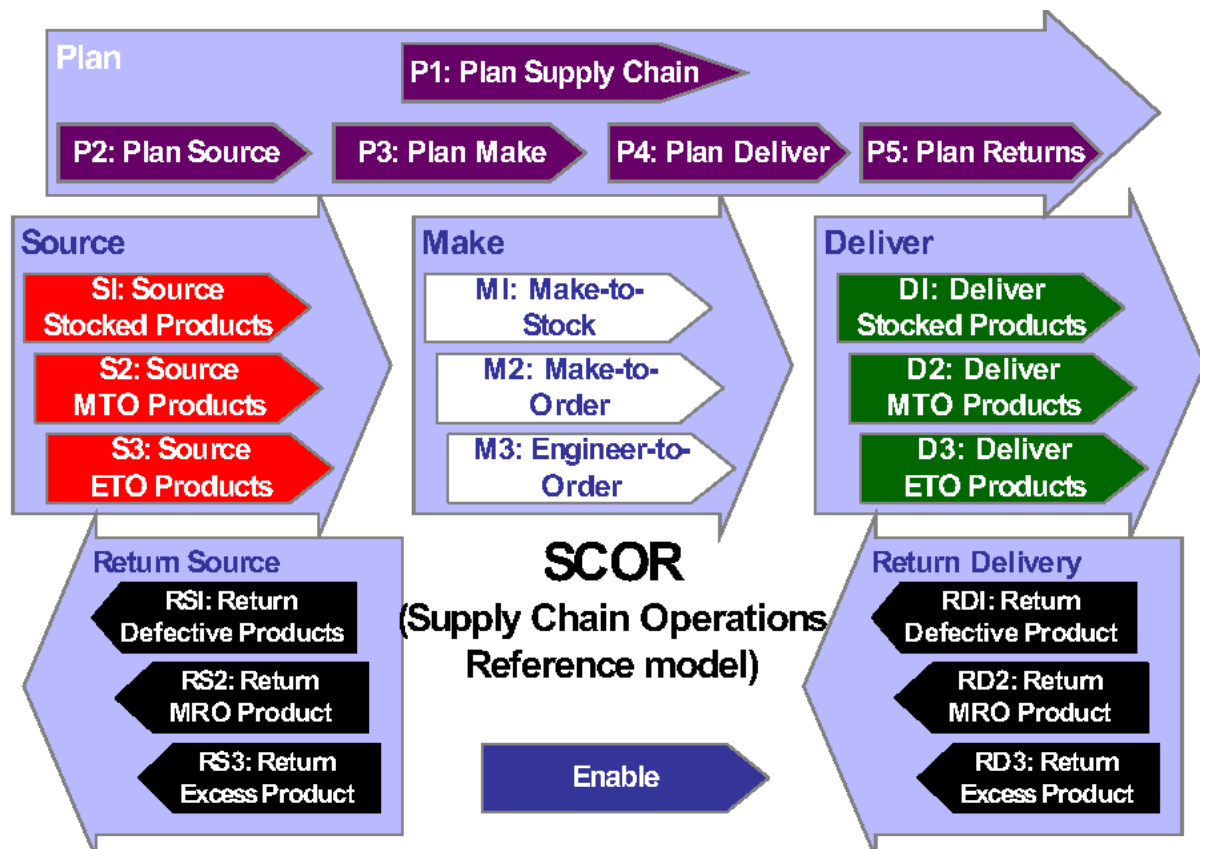 Plan
P1: Plan Supply Chain
P2: Plan Source
P3: Plan Make
P4: Plan Deliver
P5: Plan Returns
Source
SI: Source
Stocked Products
S2: Source
MTO Products
S3: Source
ETO Products
Make
MI: Make-to-
Stock
M2: Make-to-
Order
M3: Engineer-to-
Order
Deliver
DI: Deliver
Stocked Products
D2: Deliver
MTO Products
D3: Deliver
ETO Products
Return Source
RSI: Return
Defective Products
RS2: Return
MRO Product
RS3: Return
Excess Product
SCOR
(Supply Chain Operations
Reference model)
Enable
Return Delivery
RDI: Return
Defective Product
RD2: Return
MRO Product
RD3: Return
Excess Product